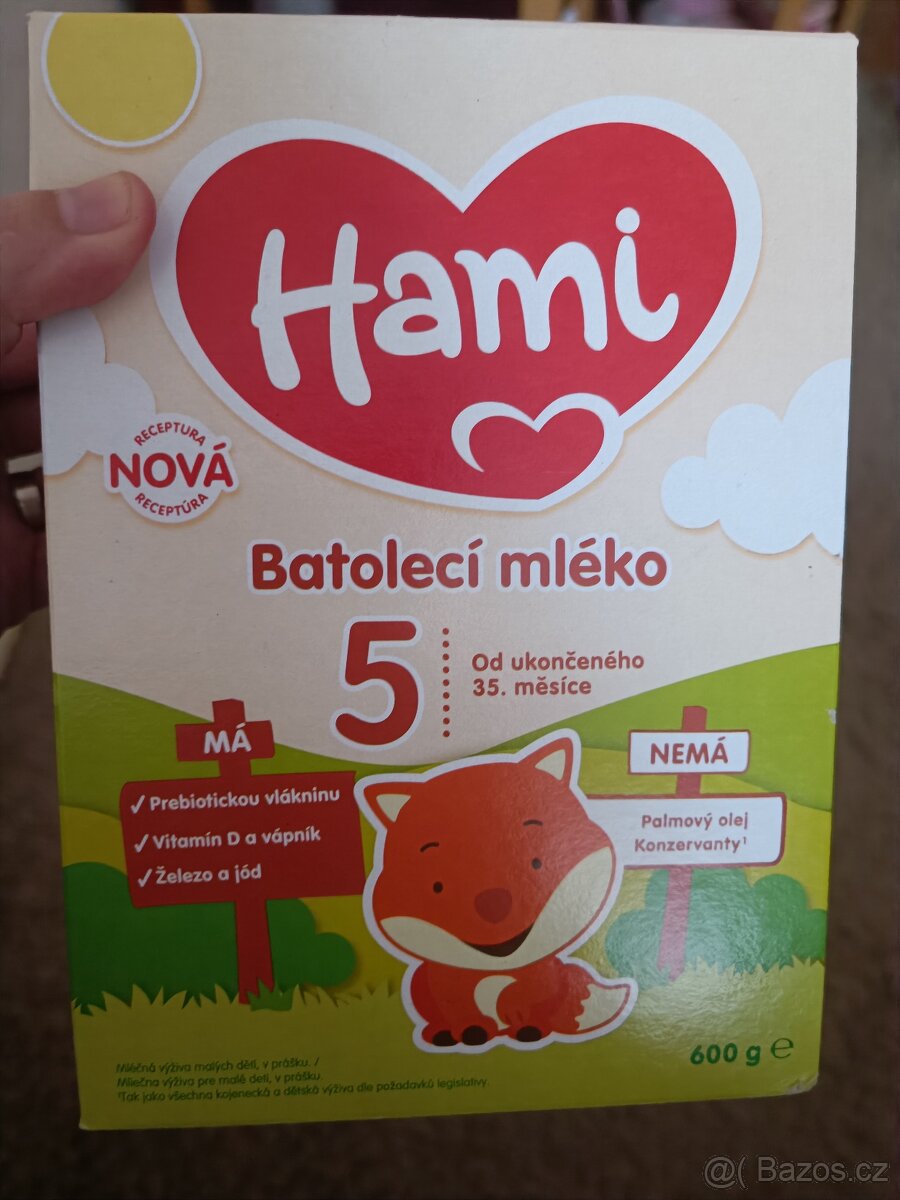 Hami
RECEPTURA
NOVÁ
RECEPTÚRA
Batolecí mléko
5
Od ukončeného
35. měsíce
MÁ
✓ Prebiotickou vlákninu
✓ Vitamín D a vápník
✓ Železo a jód
NEMÁ
Palmový olej
Konzervanty¹
600 g ℮
Mléčná výživa malých dětí, v prášku. /
Mliečna výživa pre malé deti, v prášku.
¹Tak jako všechna kojenecká a dětská výživa dle požadavků legislativy.
@( Bazos.cz